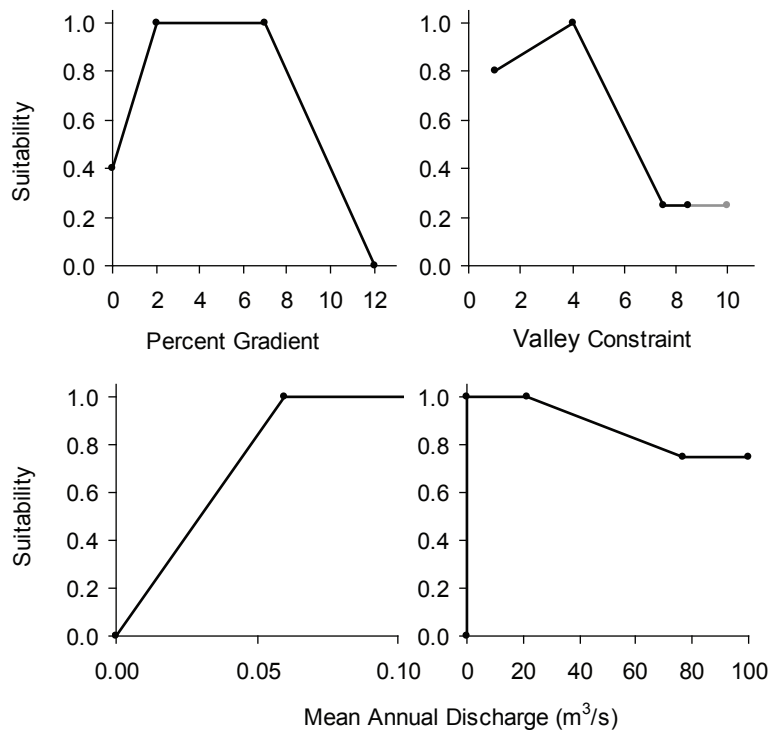 1.0 1.0
0.8 0.8
0.6 0.6
0.4 0.4
0.2 0.2
0.0 0.0
0 2 4 6 8 10 12 0 2 4 6 8 10
Suitability
Percent Gradient Valley Constraint
1.0 1.0
0.8 0.8
0.6 0.6
0.4 0.4
0.2 0.2
0.0 0.0
0.00 0.05 0.10 0 20 40 60 80 100
Suitability
Mean Annual Discharge (m³/s)